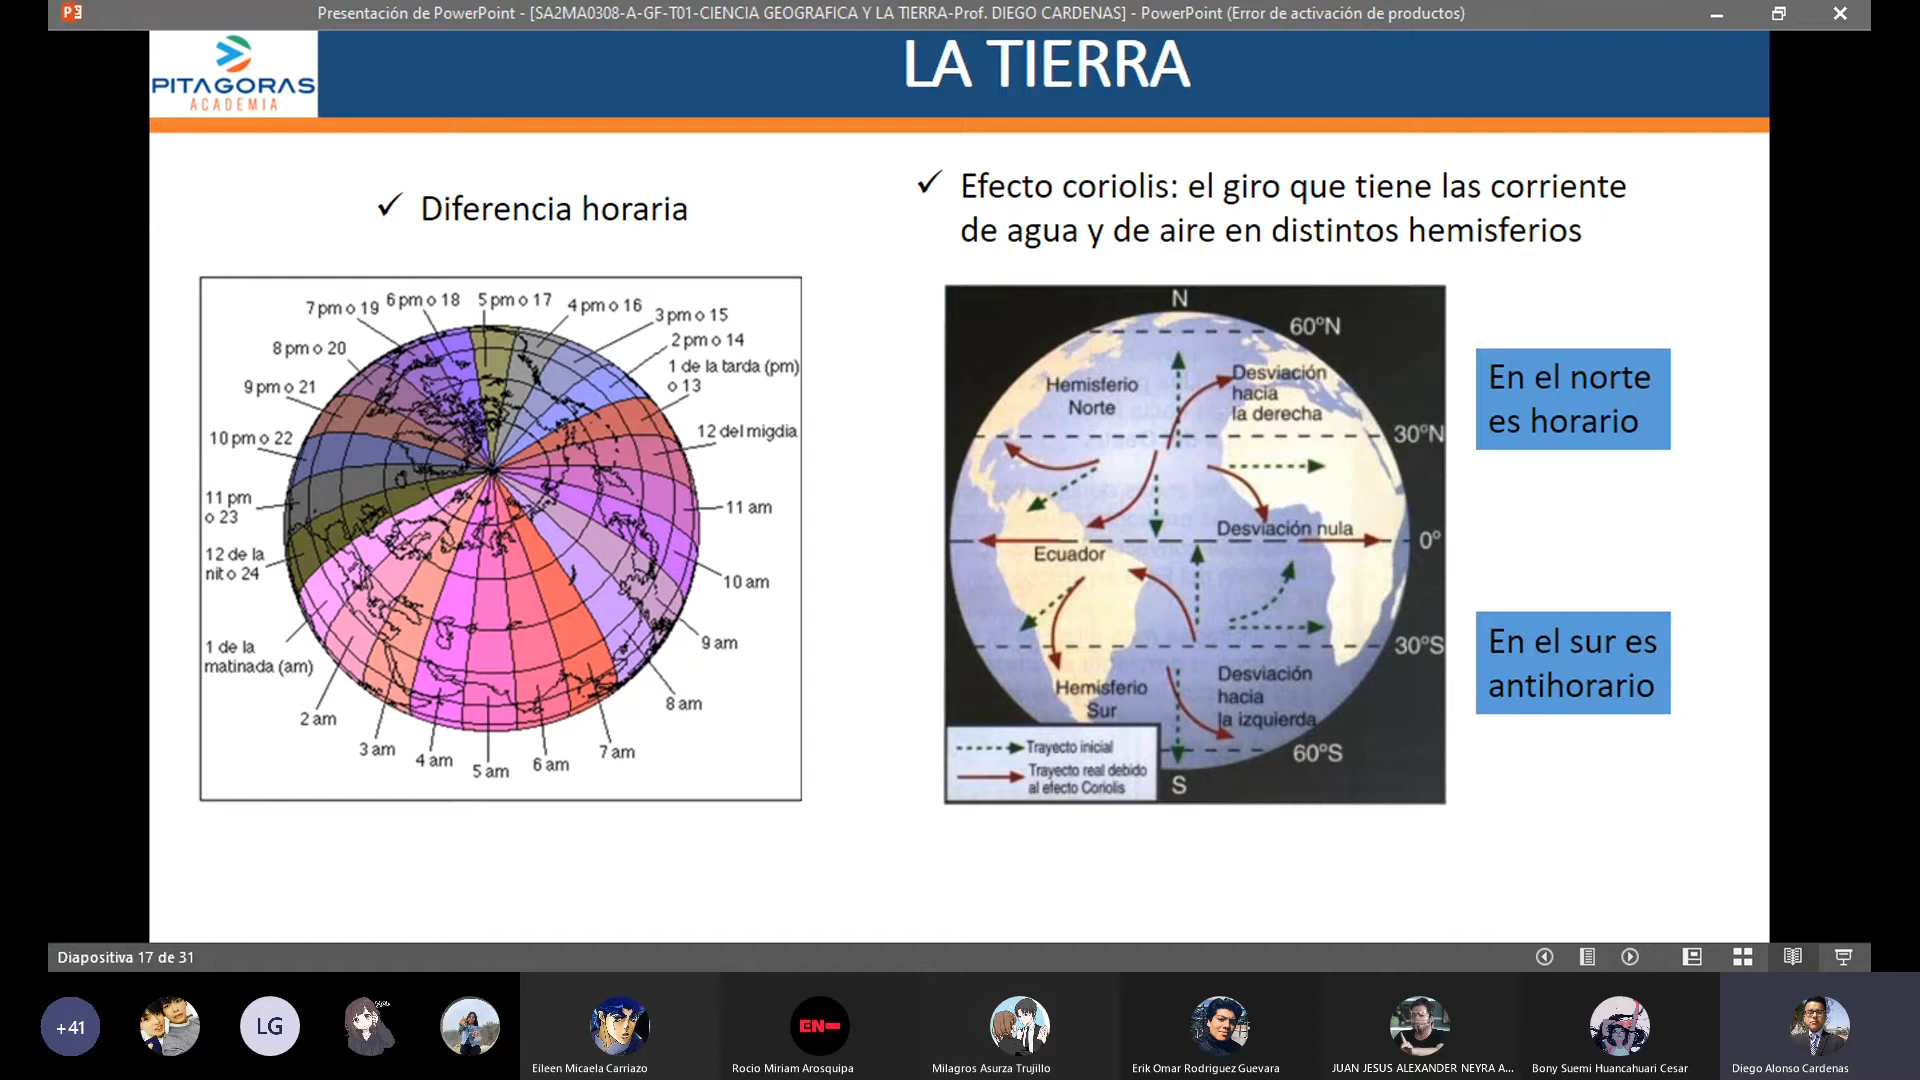 Presentación de PowerPoint - [SA2MA0308-A-GF-T01-CIENCIA GEOGRAFICA Y LA TIERRA-Prof. DIEGO CARDENAS] - PowerPoint (Error de activación de productos)
PITAGORAS
ACADEMIA
LA TIERRA
✓ Diferencia horaria
✓ Efecto coriolis: el giro que tiene las corriente
de agua y de aire en distintos hemisferios
7 pm o 19
6 pm o 18
5 pm o 17
4 pm o 16
3 pm o 15
2 pm o 14
1 de la tarda (pm)
o 13
12 del migdia
11 am
10 am
9 am
8 am
7 am
6 am
5 am
4 am
3 am
2 am
1 de la
matinada (am)
12 de la
nit o 24
11 pm
o 23
10 pm o 22
9 pm o 21
8 pm o 20
N
60ºN
Hemisferio
Norte
Desviación
hacia
la derecha
30ºN
Desviación nula
Ecuador
0º
30ºS
Hemisferio
Sur
Desviación
hacia
la izquierda
60ºS
S
Trayecto inicial
Trayecto real debido
al efecto Coriolis
En el norte
es horario
En el sur es
antihorario
Diapositiva 17 de 31
+41
LG
EN
Eileen Micaela Carriazo
Rocio Miriam Arosquipa
Milagros Asurza Trujillo
Erik Omar Rodriguez Guevara
JUAN JESUS ALEXANDER NEYRA A...
Bony Suemi Huancahuari Cesar
Diego Alonso Cardenas